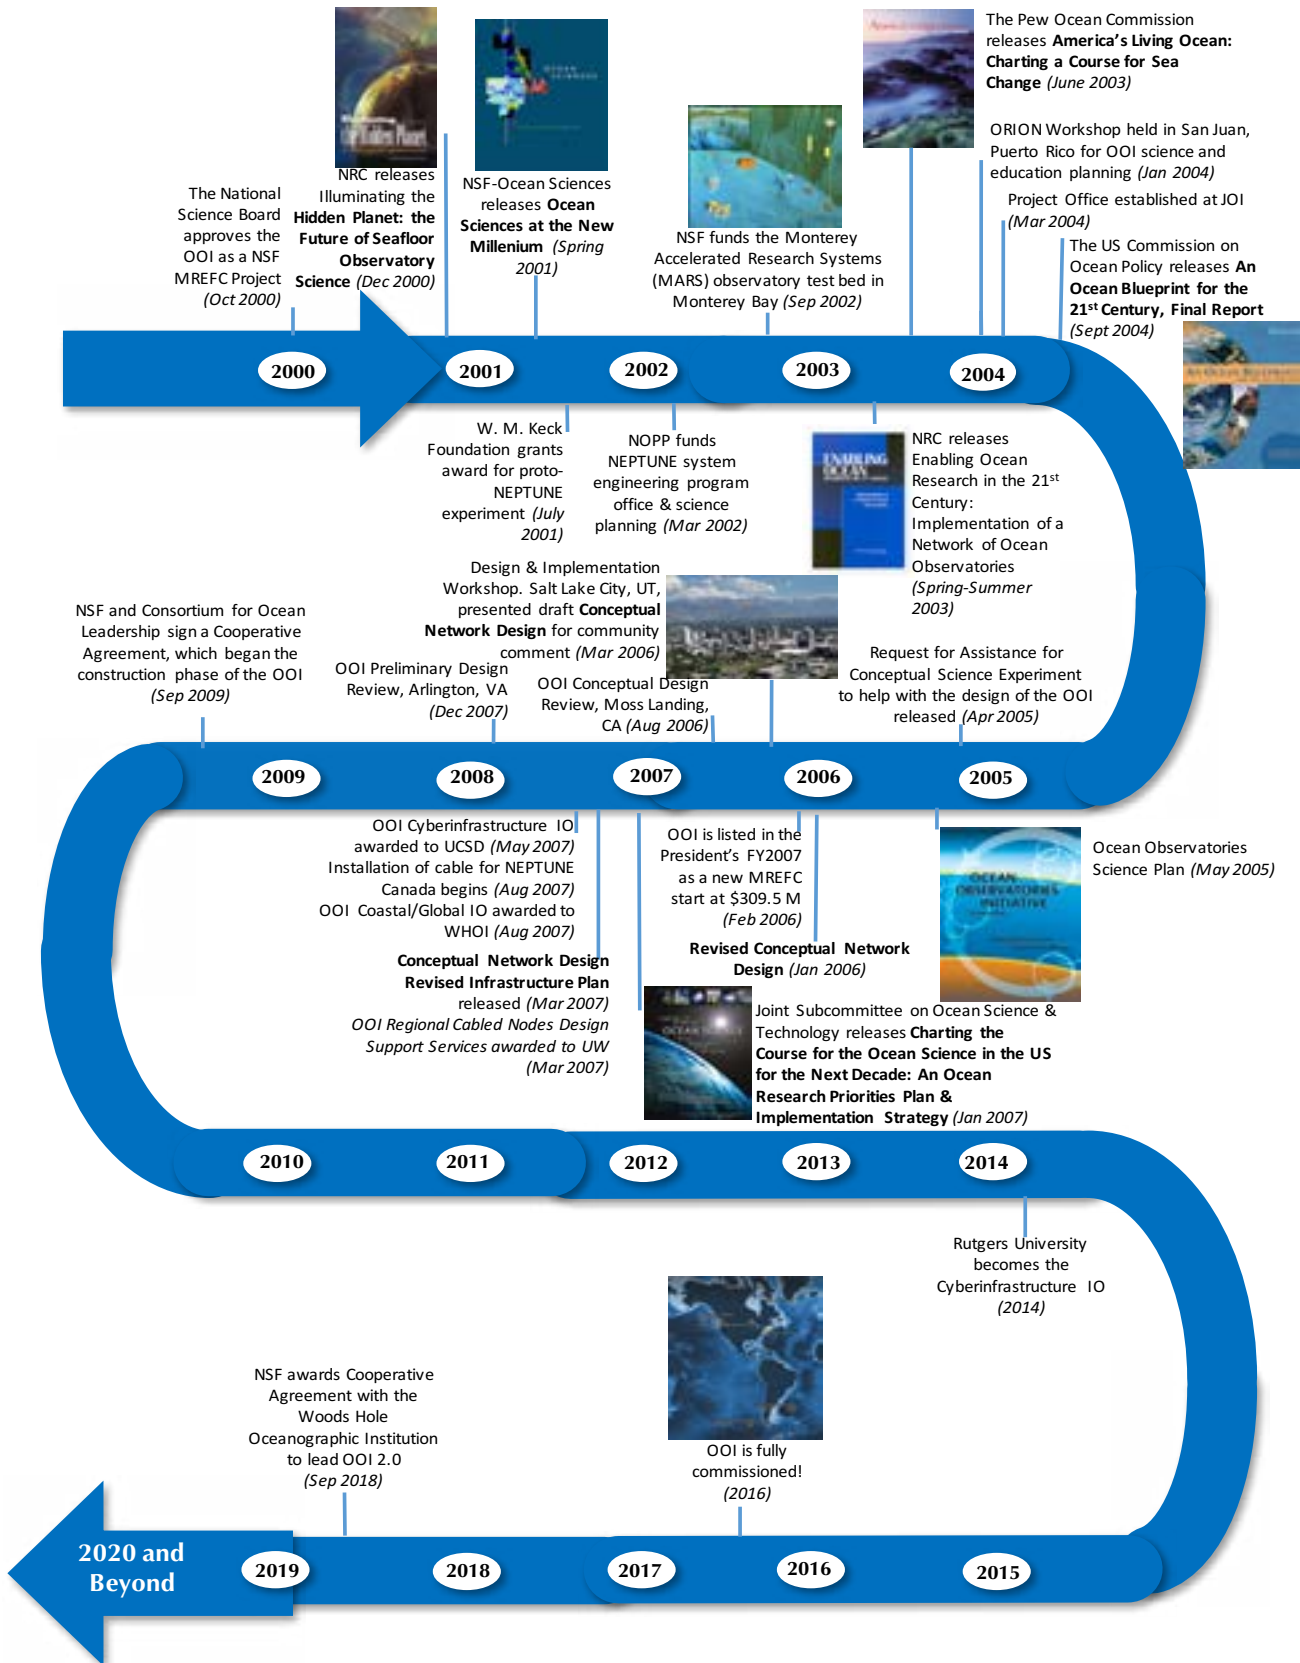 The National
Science Board
approves the
OOI as a NSF
MREFC Project
(Oct 2000)
the Hidden Planet
NRC releases
Illuminating the
Hidden Planet: the
Future of Seafloor
Observatory
Science (Dec 2000)
OCEAN
SCIENCES
NSF-Ocean Sciences
releases Ocean
Sciences at the New
Millenium (Spring
2001)
NSF funds the Monterey
Accelerated Research Systems
(MARS) observatory test bed in
Monterey Bay (Sep 2002)
The Pew Ocean Commission
releases America's Living Ocean:
Charting a Course for Sea
Change (June 2003)
ORION Workshop held in San Juan,
Puerto Rico for OOI science and
education planning (Jan 2004)
Project Office established at JOI
(Mar 2004)
The US Commission on
Ocean Policy releases An
Ocean Blueprint for the
21st Century, Final Report
(Sept 2004)
AN OCEAN BLUEPRINT
2000
2001
2002
2003
2004
W. M. Keck
Foundation grants
award for proto-
NEPTUNE
experiment (July
2001)
NOPP funds
NEPTUNE system
engineering program
office & science
planning (Mar 2002)
ENABLING
OCEAN
NRC releases
Enabling Ocean
Research in the 21st
Century:
Implementation of a
Network of Ocean
Observatories
(Spring-Summer
2003)
NSF and Consortium for Ocean
Leadership sign a Cooperative
Agreement, which began the
construction phase of the OOI
(Sep 2009)
OOI Preliminary Design
Review, Arlington, VA
(Dec 2007)
Design & Implementation
Workshop. Salt Lake City, UT,
presented draft Conceptual
Network Design for community
comment (Mar 2006)
OOI Conceptual Design
Review, Moss Landing,
CA (Aug 2006)
Request for Assistance for
Conceptual Science Experiment
to help with the design of the OOI
released (Apr 2005)
2009
2008
2007
2006
2005
OOI Cyberinfrastructure IO
awarded to UCSD (May 2007)
Installation of cable for NEPTUNE
Canada begins (Aug 2007)
OOI Coastal/Global IO awarded to
WHOI (Aug 2007)
Conceptual Network Design
Revised Infrastructure Plan
released (Mar 2007)
OOI Regional Cabled Nodes Design
Support Services awarded to UW
(Mar 2007)
OOI is listed in the
President's FY2007
as a new MREFC
start at $309.5 M
(Feb 2006)
Revised Conceptual Network
Design (Jan 2006)
OCEAN
OBSERVATORIES
INITIATIVE
Ocean Observatories
Science Plan (May 2005)
OCEAN SCIENCE
Joint Subcommittee on Ocean Science &
Technology releases Charting the
Course for the Ocean Science in the US
for the Next Decade: An Ocean
Research Priorities Plan &
Implementation Strategy (Jan 2007)
2010
2011
2012
2013
2014
Rutgers University
becomes the
Cyberinfrastructure IO
(2014)
NSF awards Cooperative
Agreement with the
Woods Hole
Oceanographic Institution
to lead OOI 2.0
(Sep 2018)
OOI is fully
commissioned!
(2016)
2020 and
Beyond
2019
2018
2017
2016
2015